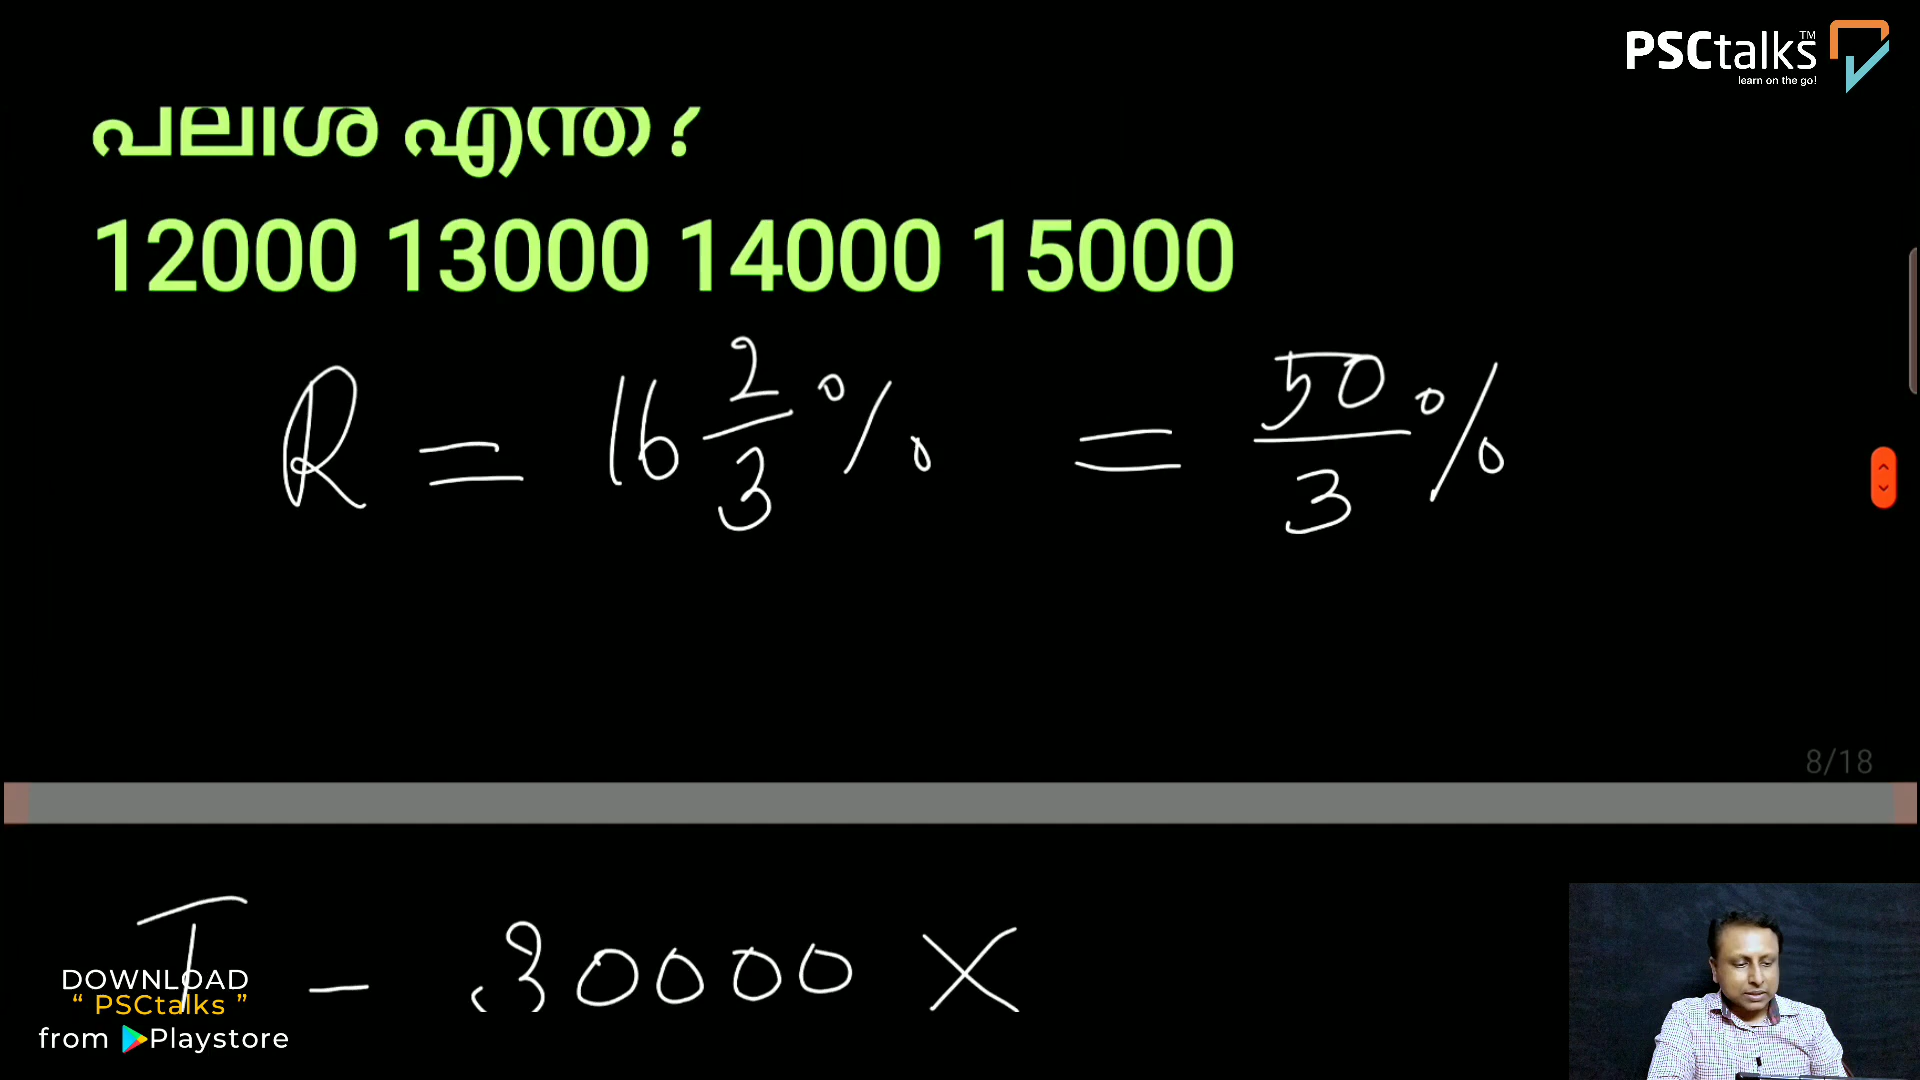 PSCtalks™
learn on the go!
പലിശ എന്ത?
12000 13000 14000 15000
R = 16 2/3 % = 50/3 %
8/18
I = 30000 X
DOWNLOAD
“ PSCtalks ”
from Playstore